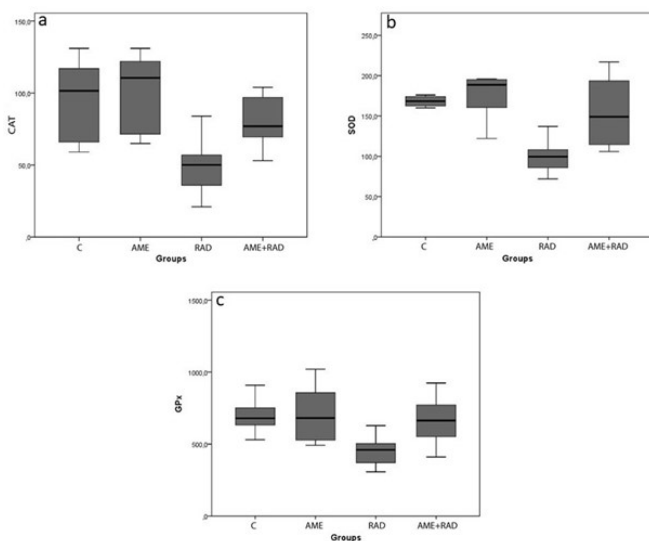 a
150,0
100,0
50,0
,0
CAT
C AME RAD AME+RAD
Groups
b
250,0
200,0
150,0
100,0
50,0
,0
SOD
C AME RAD AME+RAD
Groups
c
1500,0
1000,0
500,0
,0
GPx
C AME RAD AME+RAD
Groups